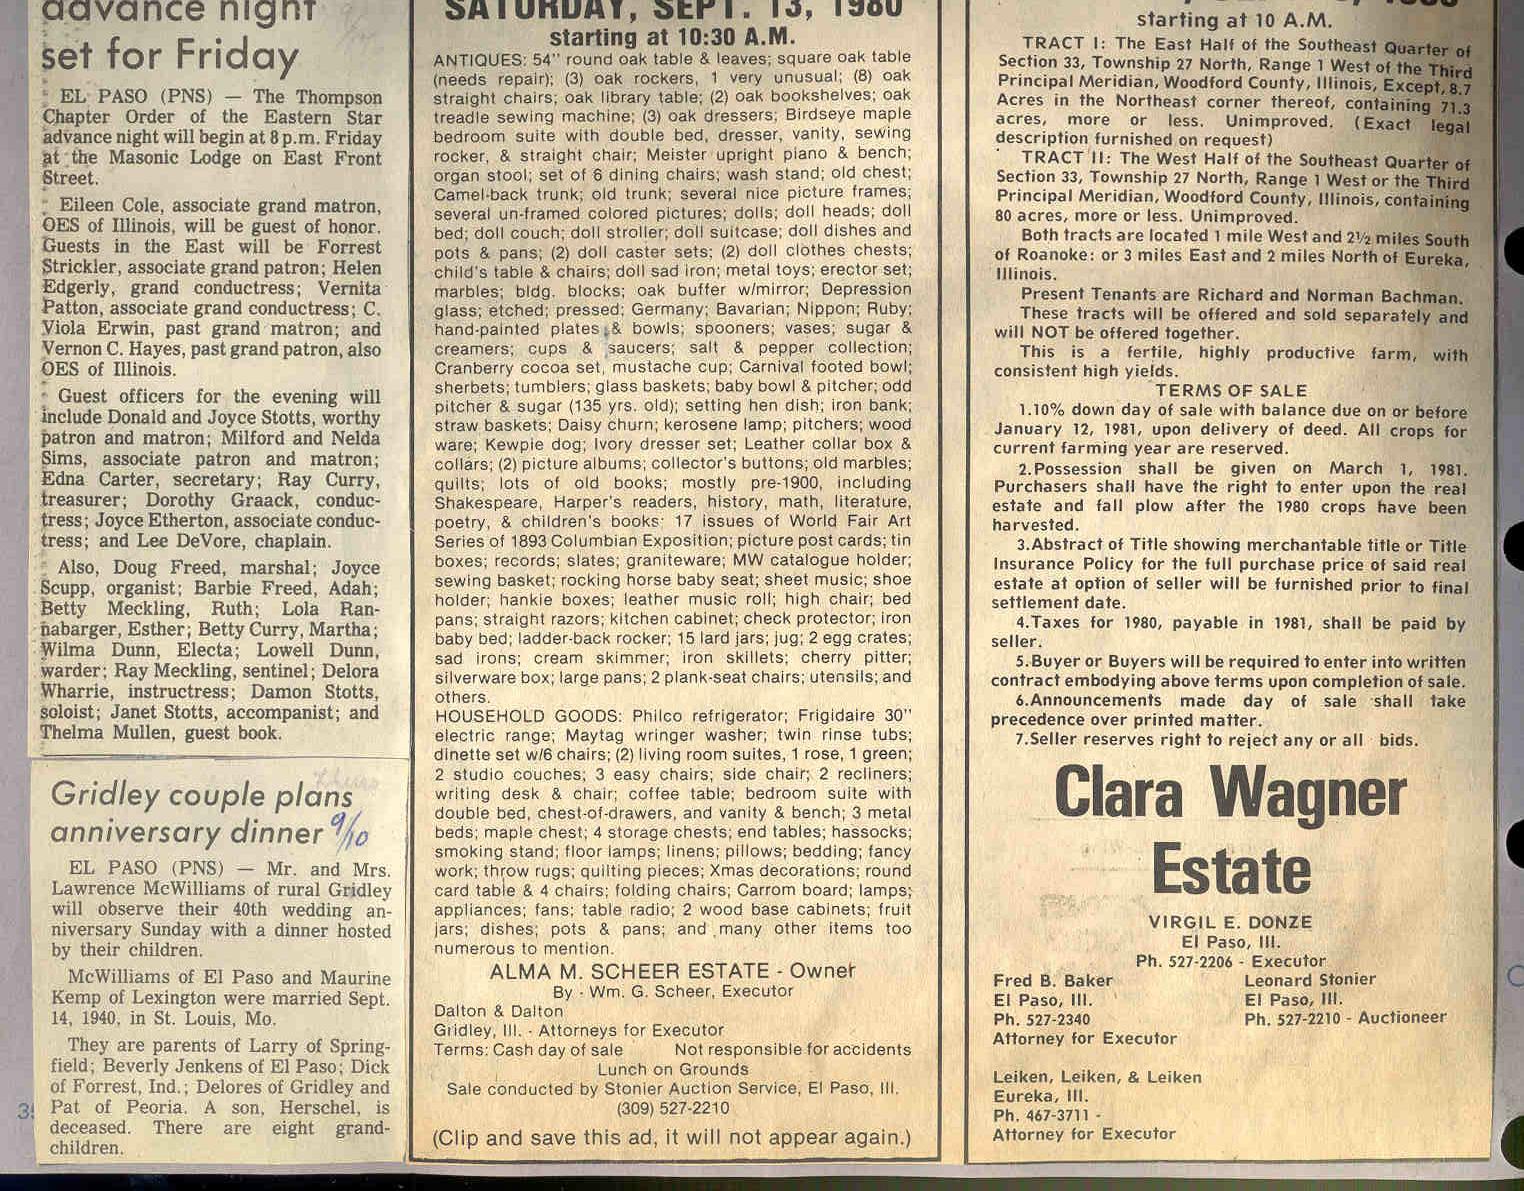 advance night
set for Friday
EL PASO (PNS) — The Thompson
Chapter Order of the Eastern Star
advance night will begin at 8 p.m. Friday
at the Masonic Lodge on East Front
Street.
Eileen Cole, associate grand matron,
OES of Illinois, will be guest of honor.
Guests in the East will be Forrest
Strickler, associate grand patron; Helen
Edgerly, grand conductress; Vernita
Patton, associate grand conductress; C.
Viola Erwin, past grand matron; and
Vernon C. Hayes, past grand patron, also
OES of Illinois.
Guest officers for the evening will
include Donald and Joyce Stotts, worthy
patron and matron; Milford and Nelda
Sims, associate patron and matron;
Edna Carter, secretary; Ray Curry,
treasurer; Dorothy Graack, conduc-
tress; Joyce Etherton, associate conduc-
tress; and Lee DeVore, chaplain.
Also, Doug Freed, marshal; Joyce
Scupp, organist; Barbie Freed, Adah;
Betty Meckling, Ruth; Lola Ran-
nabarger, Esther; Betty Curry, Martha;
Wilma Dunn, Electa; Lowell Dunn,
warder; Ray Meckling, sentinel; Delora
Wharrie, instructress; Damon Stotts,
soloist; Janet Stotts, accompanist; and
Thelma Mullen, guest book.
Gridley couple plans
anniversary dinner 9/10
EL PASO (PNS) — Mr. and Mrs.
Lawrence McWilliams of rural Gridley
will observe their 40th wedding an-
niversary Sunday with a dinner hosted
by their children.
McWilliams of El Paso and Maurine
Kemp of Lexington were married Sept.
14, 1940, in St. Louis, Mo.
They are parents of Larry of Spring-
field; Beverly Jenkens of El Paso; Dick
of Forrest, Ind.; Delores of Gridley and
Pat of Peoria. A son, Herschel, is
deceased. There are eight grand-
children.
SATURDAY, SEPT. 13, 1980
starting at 10:30 A.M.
ANTIQUES: 54" round oak table & leaves; square oak table
(needs repair); (3) oak rockers, 1 very unusual; (8) oak
straight chairs; oak library table; (2) oak bookshelves; oak
treadle sewing machine; (3) oak dressers; Birdseye maple
bedroom suite with double bed, dresser, vanity, sewing
rocker, & straight chair; Meister upright piano & bench;
organ stool; set of 6 dining chairs; wash stand; old chest;
Camel-back trunk; old trunk; several nice picture frames;
several un-framed colored pictures; dolls; doll heads; doll
bed; doll couch; doll stroller; doll suitcase; doll dishes and
pots & pans; (2) doll caster sets; (2) doll clothes chests;
child's table & chairs; doll sad iron; metal toys; erector set;
marbles; bldg. blocks; oak buffer w/mirror; Depression
glass; etched; pressed; Germany; Bavarian; Nippon; Ruby;
hand-painted plates & bowls; spooners; vases; sugar &
creamers; cups & saucers; salt & pepper collection;
Cranberry cocoa set, mustache cup; Carnival footed bowl;
sherbets; tumblers; glass baskets; baby bowl & pitcher; odd
pitcher & sugar (135 yrs. old); setting hen dish; iron bank;
straw baskets; Daisy churn; kerosene lamp; pitchers; wood
ware; Kewpie dog; Ivory dresser set; Leather collar box &
collars; (2) picture albums; collector's buttons; old marbles;
quilts; lots of old books; mostly pre-1900, including
Shakespeare, Harper's readers, history, math, literature,
poetry, & children's books; 17 issues of World Fair Art
Series of 1893 Columbian Exposition; picture post cards; tin
boxes; records; slates; graniteware; MW catalogue holder;
sewing basket; rocking horse baby seat; sheet music; shoe
holder; hankie boxes; leather music roll; high chair; bed
pans; straight razors; kitchen cabinet; check protector; iron
baby bed; ladder-back rocker; 15 lard jars; jug; 2 egg crates;
sad irons; cream skimmer; iron skillets; cherry pitter;
silverware box; large pans; 2 plank-seat chairs; utensils; and
others.
HOUSEHOLD GOODS: Philco refrigerator; Frigidaire 30"
electric range; Maytag wringer washer; twin rinse tubs;
dinette set w/6 chairs; (2) living room suites, 1 rose, 1 green;
2 studio couches; 3 easy chairs; side chair; 2 recliners;
writing desk & chair; coffee table; bedroom suite with
double bed, chest-of-drawers, and vanity & bench; 3 metal
beds; maple chest; 4 storage chests; end tables; hassocks;
smoking stand; floor lamps; linens; pillows; bedding; fancy
work; throw rugs; quilting pieces; Xmas decorations; round
card table & 4 chairs; folding chairs; Carrom board; lamps;
appliances; fans; table radio; 2 wood base cabinets; fruit
jars; dishes; pots & pans; and many other items too
numerous to mention.
ALMA M. SCHEER ESTATE - Owner
By - Wm. G. Scheer, Executor
Dalton & Dalton
Gridley, Ill. - Attorneys for Executor
Terms: Cash day of sale Not responsible for accidents
Lunch on Grounds
Sale conducted by Stonier Auction Service, El Paso, Ill.
(309) 527-2210
(Clip and save this ad, it will not appear again.)
starting at 10 A.M.
TRACT I: The East Half of the Southeast Quarter of
Section 33, Township 27 North, Range 1 West of the Third
Principal Meridian, Woodford County, Illinois, Except, 8.7
Acres in the Northeast corner thereof, containing 71.3
acres, more or less. Unimproved. (Exact legal
description furnished on request)
TRACT II: The West Half of the Southeast Quarter of
Section 33, Township 27 North, Range 1 West or the Third
Principal Meridian, Woodford County, Illinois, containing
80 acres, more or less. Unimproved.
Both tracts are located 1 mile West and 2½ miles South
of Roanoke: or 3 miles East and 2 miles North of Eureka,
Illinois.
Present Tenants are Richard and Norman Bachman.
These tracts will be offered and sold separately and
will NOT be offered together.
This is a fertile, highly productive farm, with
consistent high yields.
TERMS OF SALE
1.10% down day of sale with balance due on or before
January 12, 1981, upon delivery of deed. All crops for
current farming year are reserved.
2.Possession shall be given on March 1, 1981.
Purchasers shall have the right to enter upon the real
estate and fall plow after the 1980 crops have been
harvested.
3.Abstract of Title showing merchantable title or Title
Insurance Policy for the full purchase price of said real
estate at option of seller will be furnished prior to final
settlement date.
4.Taxes for 1980, payable in 1981, shall be paid by
seller.
5.Buyer or Buyers will be required to enter into written
contract embodying above terms upon completion of sale.
6.Announcements made day of sale shall take
precedence over printed matter.
7.Seller reserves right to reject any or all bids.
Clara Wagner
Estate
VIRGIL E. DONZE
El Paso, Ill.
Ph. 527-2206 - Executor
Fred B. Baker
El Paso, Ill.
Ph. 527-2340
Attorney for Executor
Leonard Stonier
El Paso, Ill.
Ph. 527-2210 - Auctioneer
Leiken, Leiken, & Leiken
Eureka, Ill.
Ph. 467-3711 -
Attorney for Executor